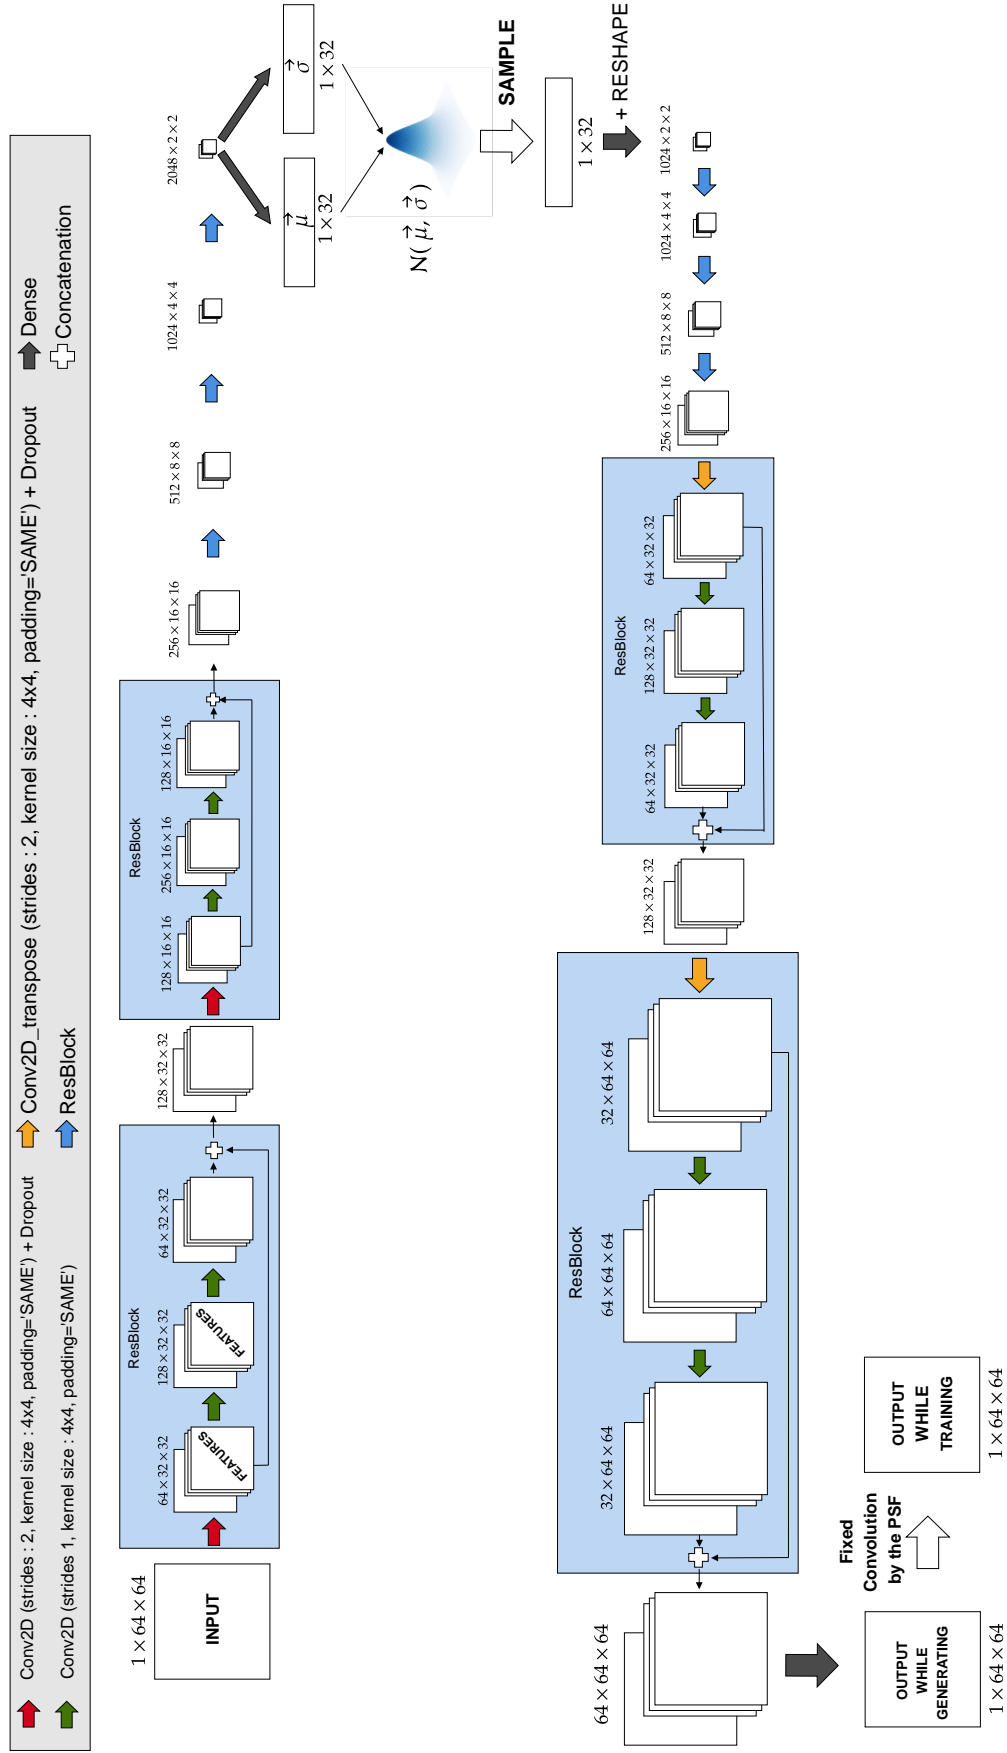 Conv2D (strides : 2, kernel size : 4x4, padding='SAME') + Dropout
Conv2D_transpose (strides : 2, kernel size : 4x4, padding='SAME') + Dropout
Dense
Conv2D (strides 1, kernel size : 4x4, padding='SAME')
ResBlock
Concatenation
1 × 64 × 64
INPUT
ResBlock
64 × 32 × 32
FEATURES
128 × 32 × 32
FEATURES
64 × 32 × 32
128 × 32 × 32
ResBlock
128 × 16 × 16
256 × 16 × 16
128 × 16 × 16
256 × 16 × 16
512 × 8 × 8
1024 × 4 × 4
2048 × 2 × 2
μ⃗
1 × 32
σ⃗
1 × 32
N( μ⃗, σ⃗ )
SAMPLE
1 × 32
+ RESHAPE
1024 × 2 × 2
1024 × 4 × 4
512 × 8 × 8
256 × 16 × 16
ResBlock
64 × 32 × 32
128 × 32 × 32
64 × 32 × 32
128 × 32 × 32
ResBlock
32 × 64 × 64
64 × 64 × 64
32 × 64 × 64
64 × 64 × 64
OUTPUT
WHILE
GENERATING
1 × 64 × 64
Fixed
Convolution
by the PSF
OUTPUT
WHILE
TRAINING
1 × 64 × 64